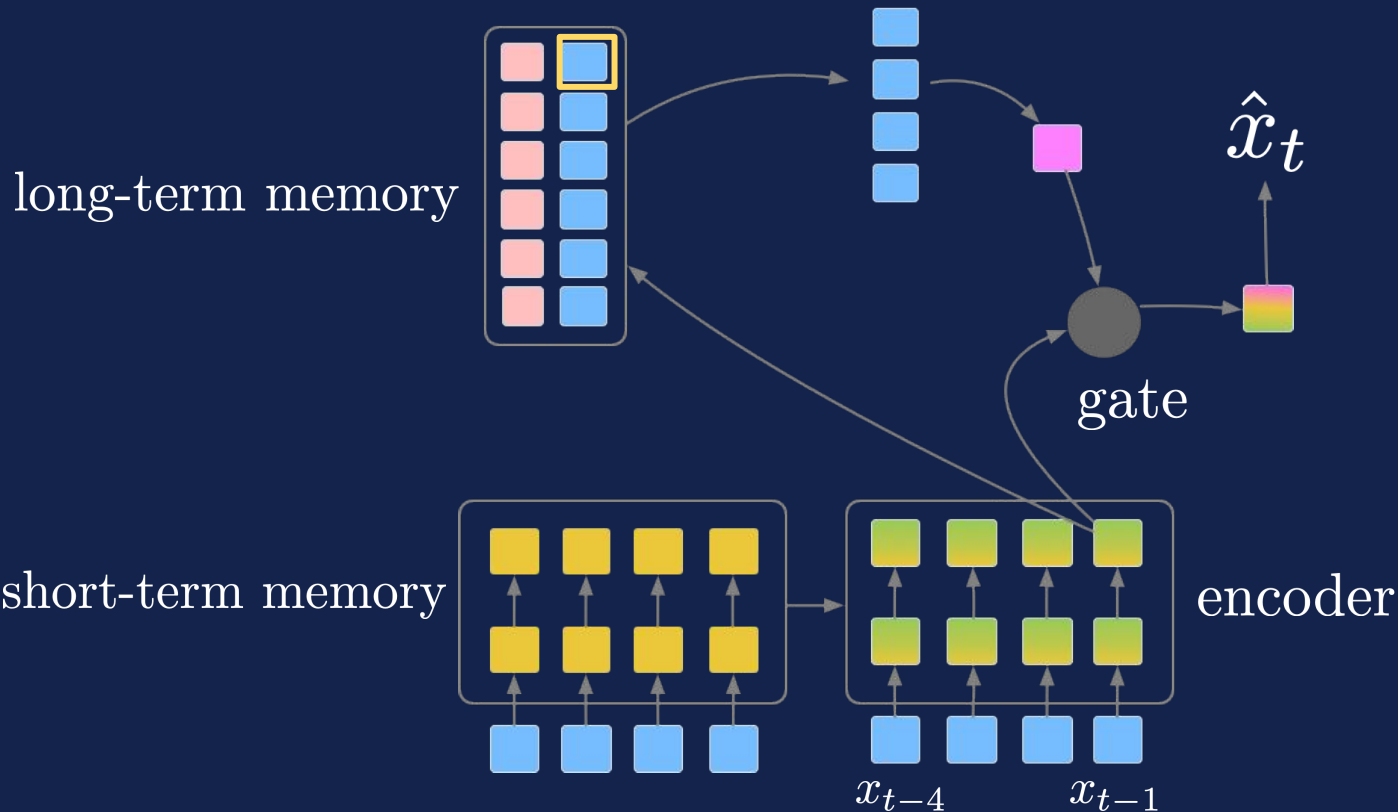 long-term memory
x̂_t
gate
short-term memory
encoder
x_{t−4}
x_{t−1}